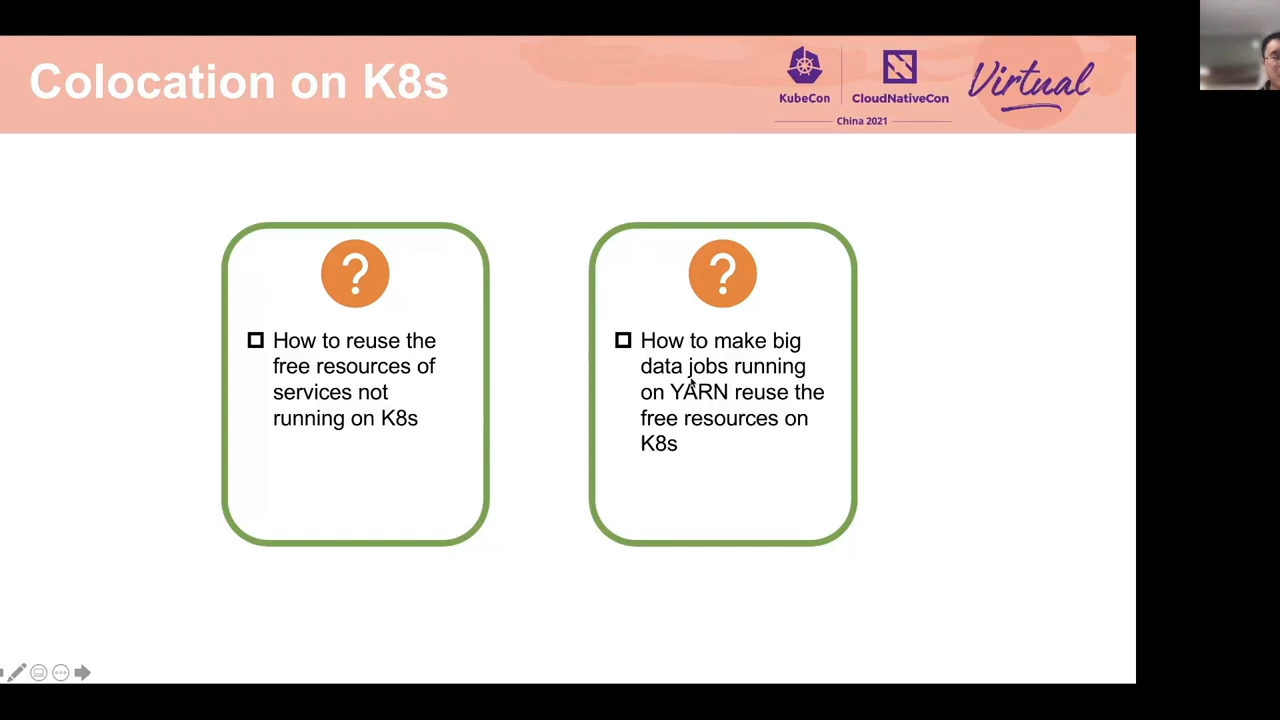 Colocation on K8s
KubeCon
CloudNativeCon
Virtual
China 2021
?
How to reuse the
free resources of
services not
running on K8s
?
How to make big
data jobs running
on YARN reuse the
free resources on
K8s